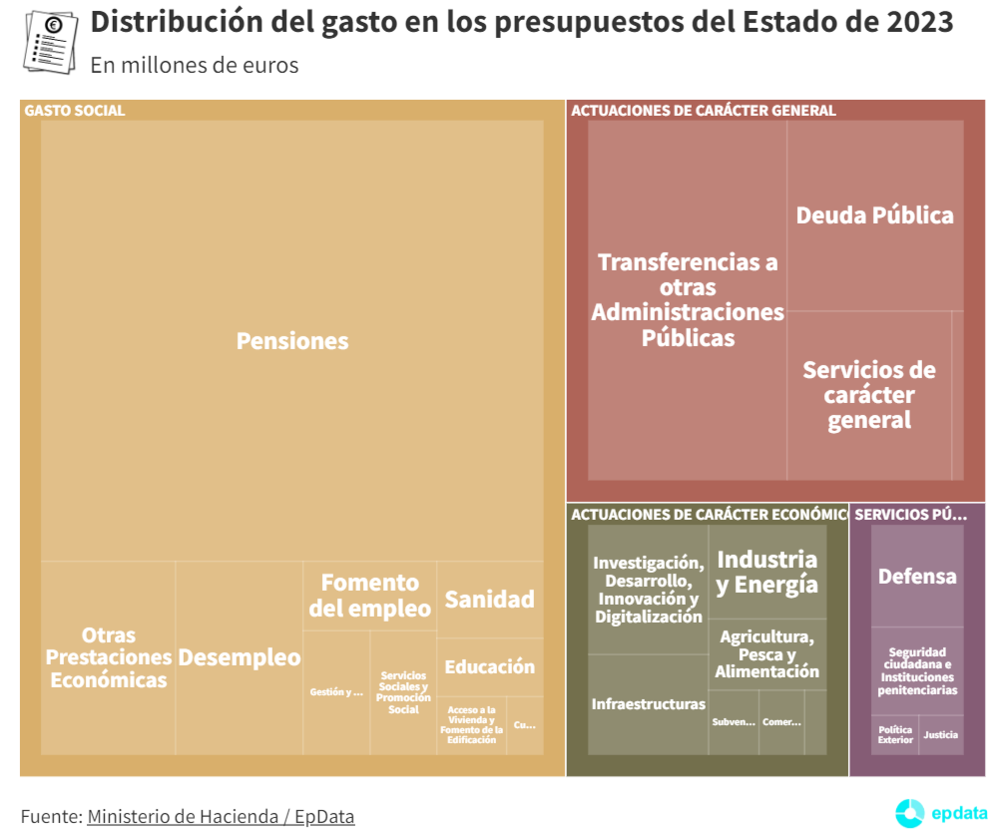 Distribución del gasto en los presupuestos del Estado de 2023
En millones de euros
GASTO SOCIAL
Pensiones
Otras
Prestaciones
Económicas
Desempleo
Fomento
del empleo
Gestión y ...
Servicios
Sociales y
Promoción
Social
Sanidad
Educación
Acceso a la
Vivienda y
Fomento de la
Edificación
Cu...
ACTUACIONES DE CARÁCTER GENERAL
Transferencias a
otras
Administraciones
Públicas
Deuda Pública
Servicios de
carácter
general
ACTUACIONES DE CARÁCTER ECONÓMIC
Investigación,
Desarrollo,
Innovación y
Digitalización
Infraestructuras
Industria
y Energía
Agricultura,
Pesca y
Alimentación
Subven...
Comer...
SERVICIOS PÚ...
Defensa
Seguridad
ciudadana e
Instituciones
penitenciarias
Política
Exterior
Justicia
Fuente: Ministerio de Hacienda / EpData
epdata